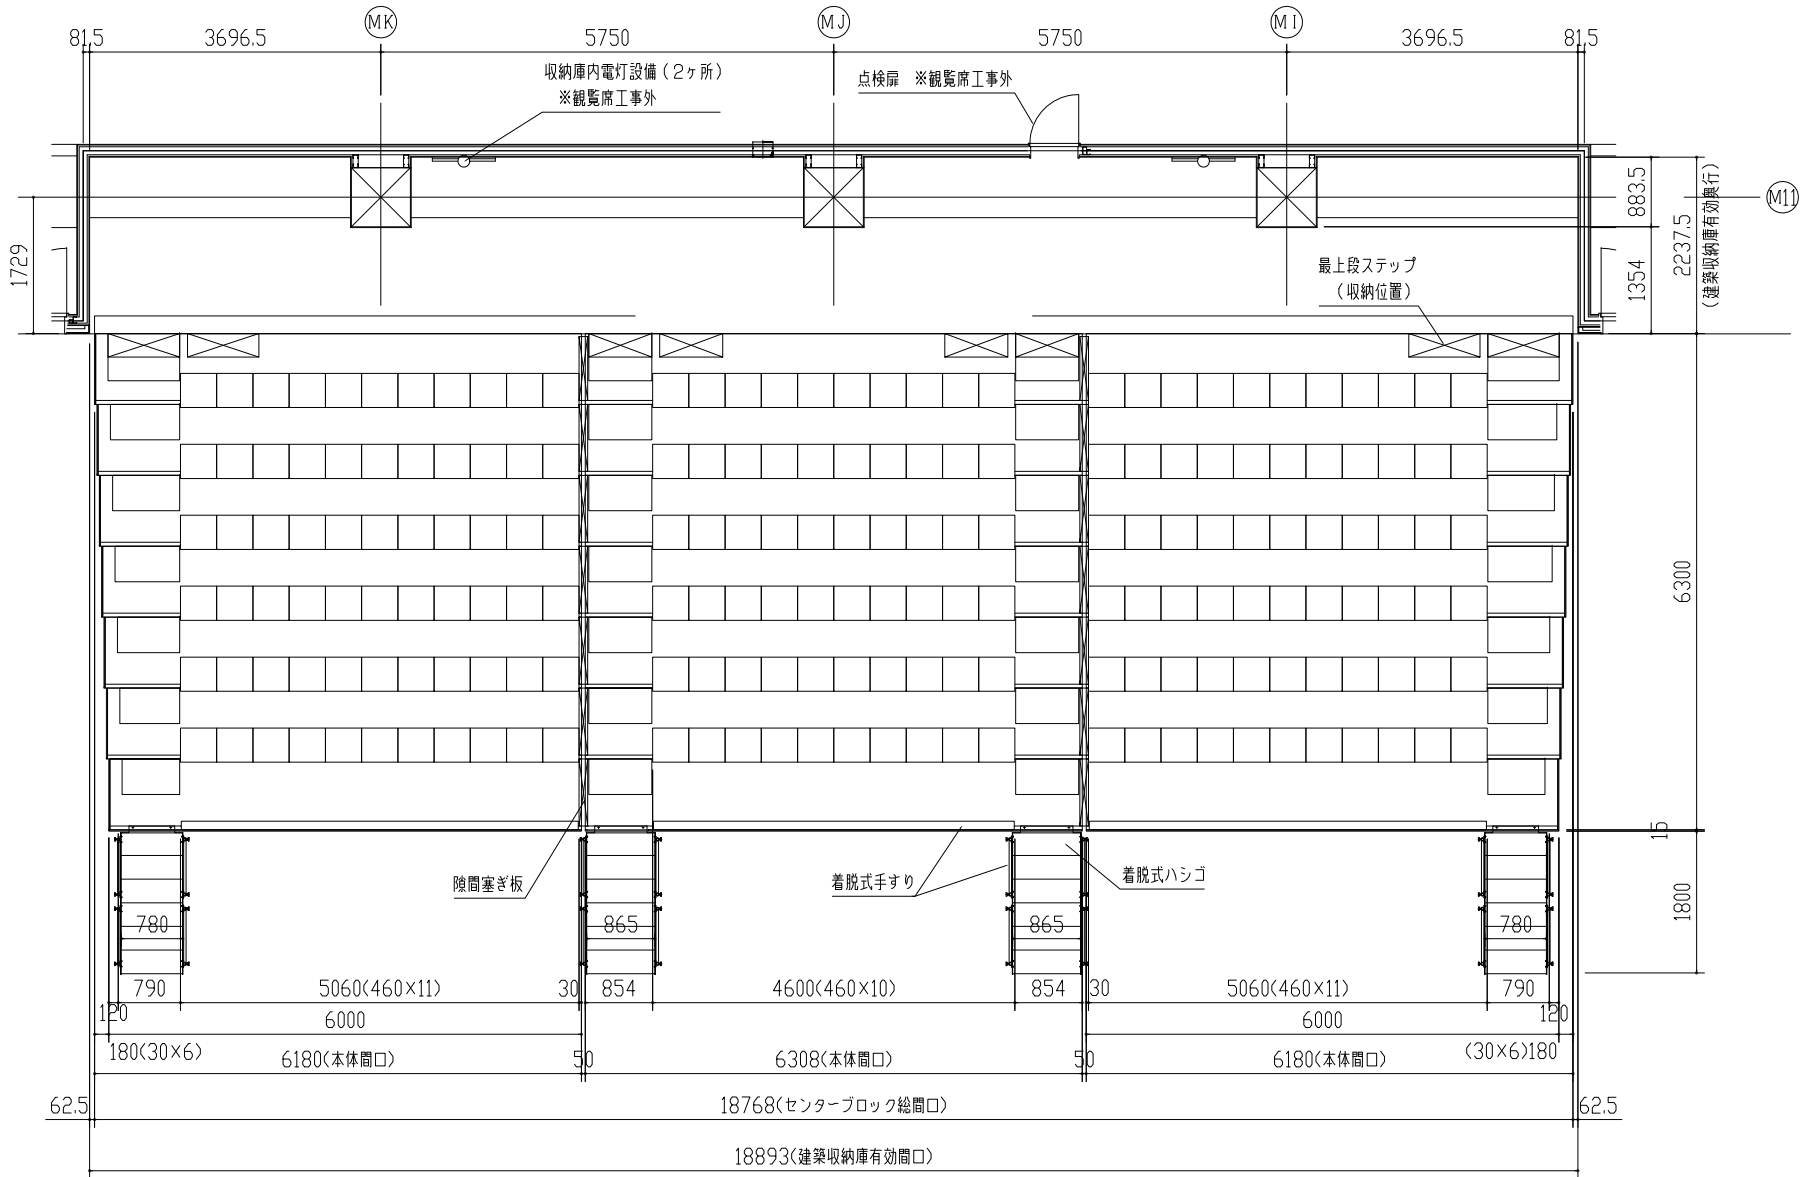 MK
MJ
MI
81.5
3696.5
5750
5750
3696.5
81.5
収納庫内電灯設備（２ヶ所）
※観覧席工事外
点検扉　※観覧席工事外
M11
883.5
2237.5
（建築収納庫有効奥行）
1729
1354
最上段ステップ
（収納位置）
6300
15
隙間塞ぎ板
着脱式手すり
着脱式ハシゴ
1800
780
865
865
780
790
5060(460×11)
30
854
4600(460×10)
854
30
5060(460×11)
790
120
6000
6000
120
180(30×6)
6180(本体間口)
50
6308(本体間口)
50
6180(本体間口)
(30×6)180
62.5
18768(センターブロック総間口)
62.5
18893(建築収納庫有効間口)